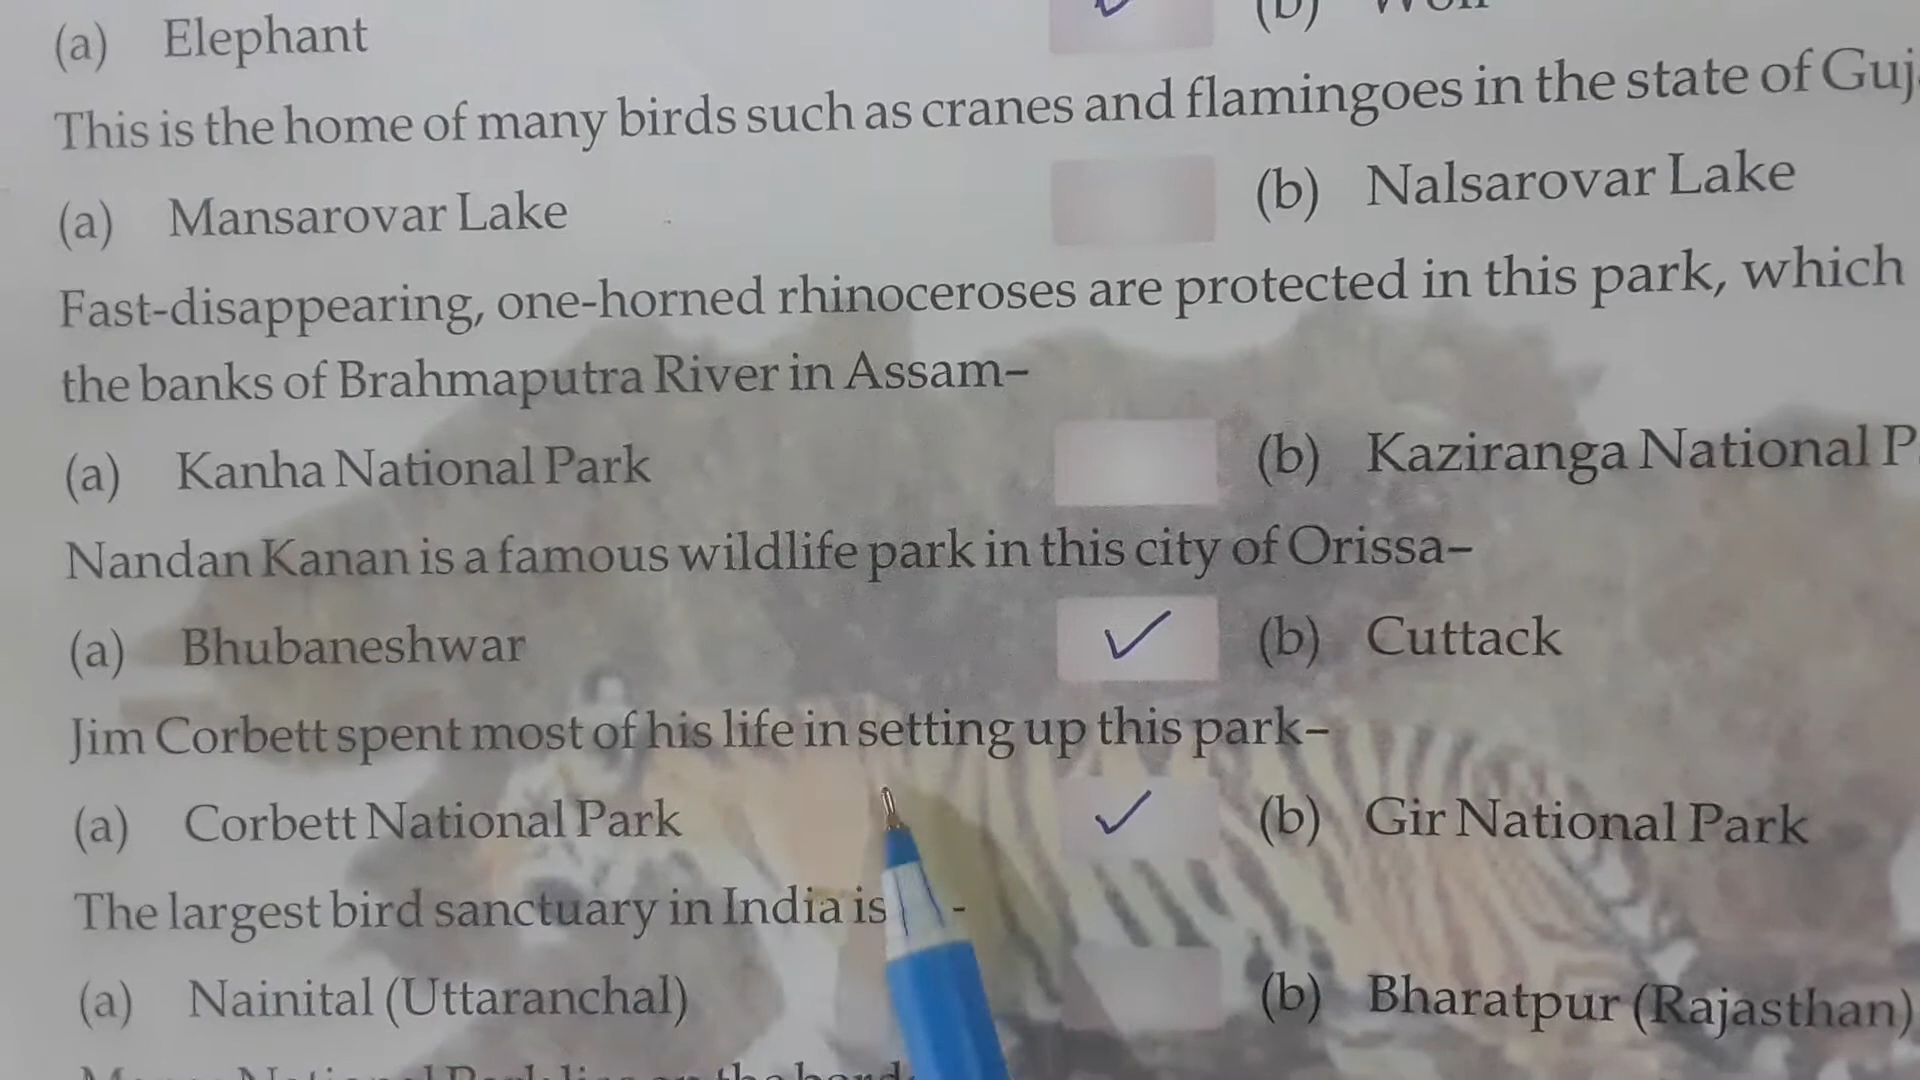 (a) Elephant (b)
This is the home of many birds such as cranes and flamingoes in the state of Guj
(a) Mansarovar Lake (b) Nalsarovar Lake
Fast-disappearing, one-horned rhinoceroses are protected in this park, which
the banks of Brahmaputra River in Assam–
(a) Kanha National Park (b) Kaziranga National P
Nandan Kanan is a famous wildlife park in this city of Orissa–
(a) Bhubaneshwar ✓ (b) Cuttack
Jim Corbett spent most of his life in setting up this park–
(a) Corbett National Park ✓ (b) Gir National Park
The largest bird sanctuary in India is -
(a) Nainital (Uttaranchal) (b) Bharatpur (Rajasthan)